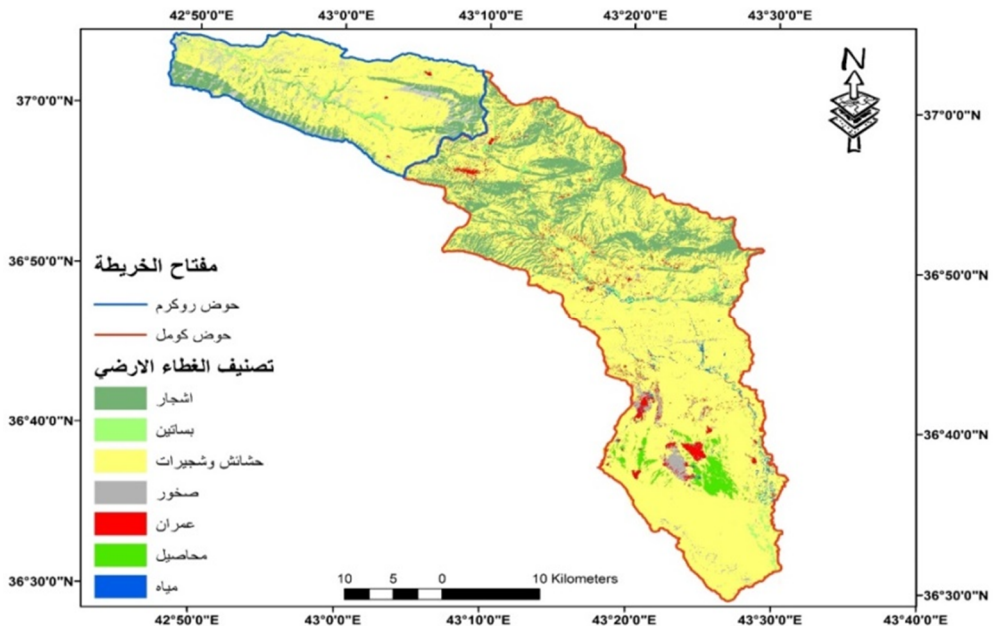 42°50'0"E 43°0'0"E 43°10'0"E 43°20'0"E 43°30'0"E
N
37°0'0"N
37°0'0"N
36°50'0"N
36°50'0"N
36°40'0"N
36°40'0"N
36°30'0"N
36°30'0"N
مفتاح الخريطة
حوض روكرم
حوض كومل
تصنيف الغطاء الارضي
اشجار
بساتين
حشائش وشجيرات
صخور
عمران
محاصيل
مياه
10 5 0 10 Kilometers
42°50'0"E 43°0'0"E 43°10'0"E 43°20'0"E 43°30'0"E 43°40'0"E